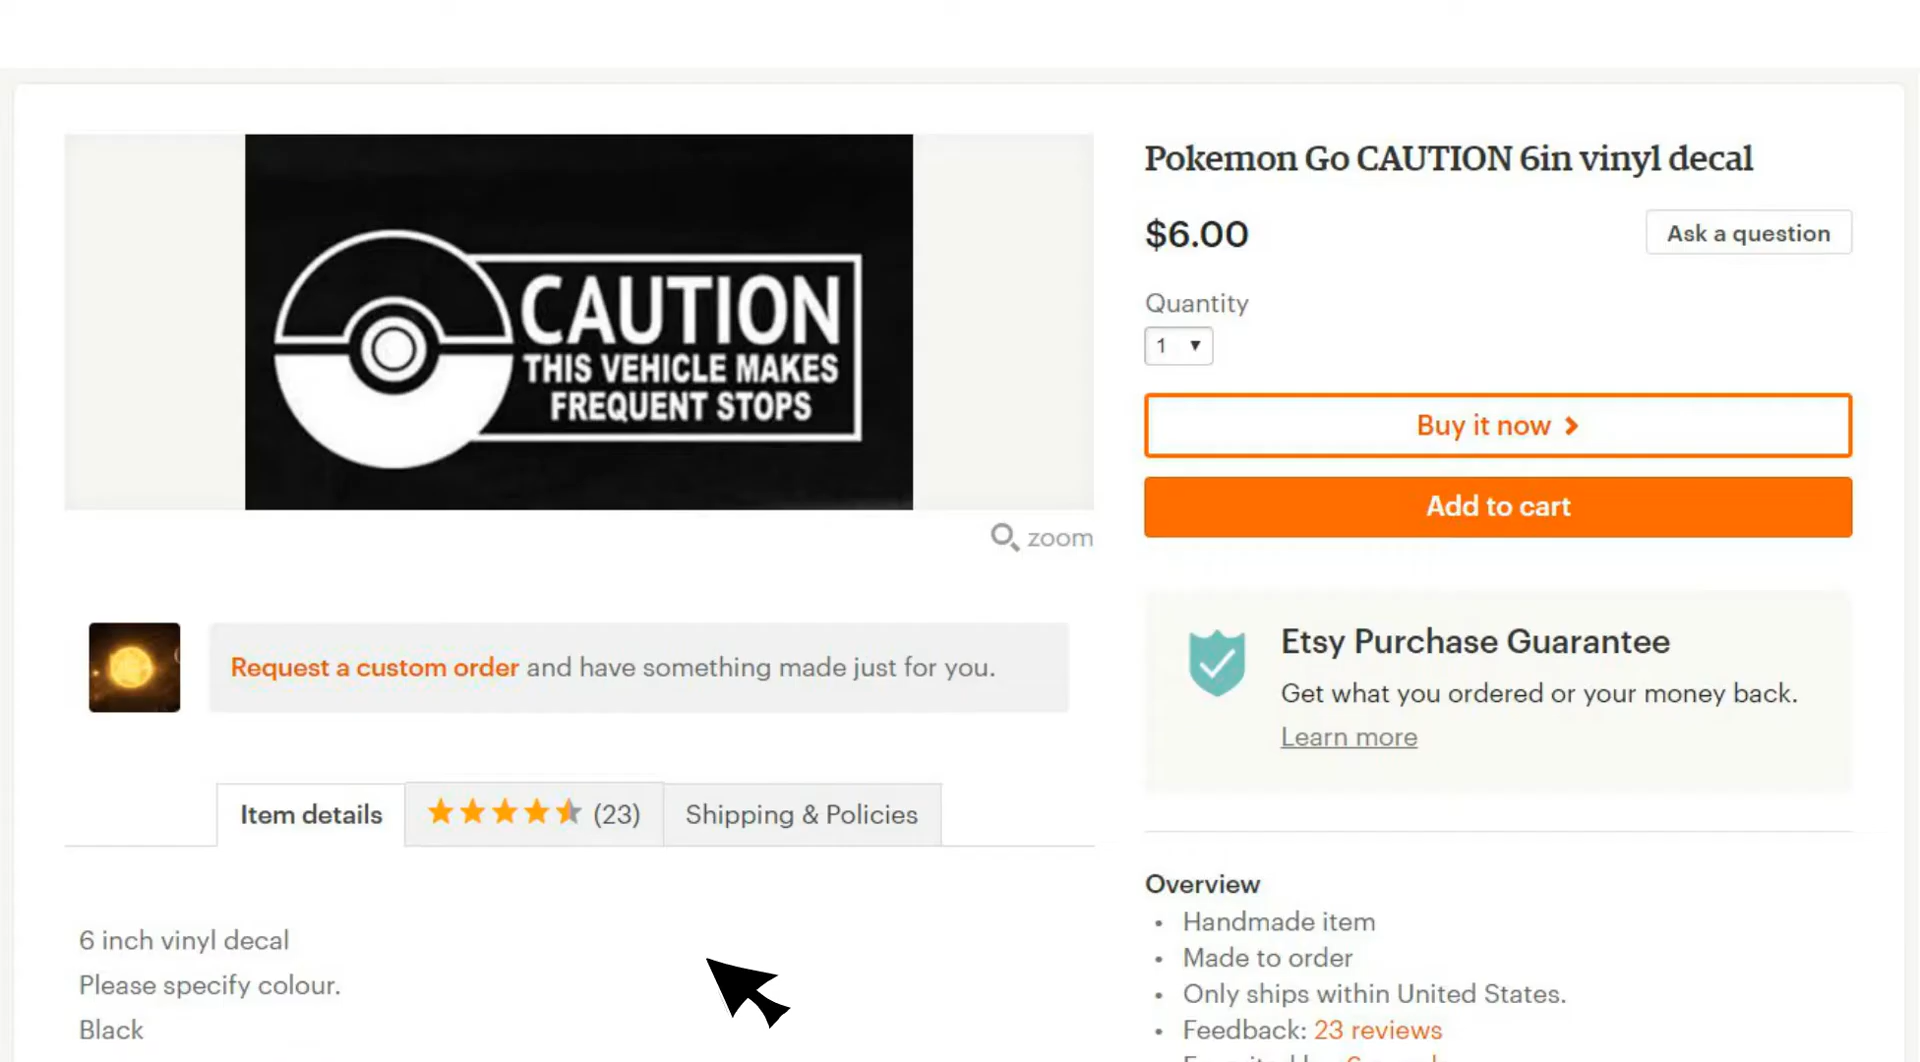 CAUTION
THIS VEHICLE MAKES
FREQUENT STOPS
zoom
Request a custom order and have something made just for you.
Item details
(23)
Shipping & Policies
6 inch vinyl decal
Please specify colour.
Black
Pokemon Go CAUTION 6in vinyl decal
$6.00
Ask a question
Quantity
1
Buy it now
Add to cart
Etsy Purchase Guarantee
Get what you ordered or your money back.
Learn more
Overview
• Handmade item
• Made to order
• Only ships within United States.
• Feedback: 23 reviews